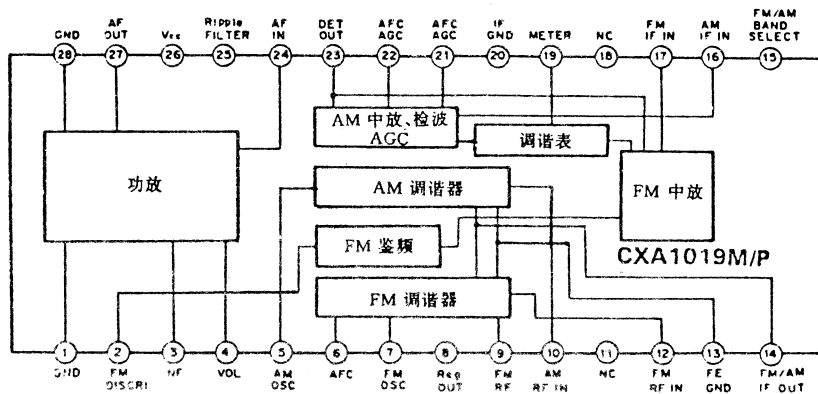 GND
AF OUT
Vcc
Ripple FILTER
AF IN
DET OUT
AFC AGC
AFC AGC
IF GND
METER
NC
FM IF IN
AM IF IN
FM/AM BAND SELECT
28
27
26
25
24
23
22
21
20
19
18
17
16
15
功放
AM 中放、检波 AGC
调谐表
AM 调谐器
FM 中放
FM 鉴频
FM 调谐器
CXA1019M/P
1
2
3
4
5
6
7
8
9
10
11
12
13
14
GND
FM DISCRI
NF
VOL
AM OSC
AFC
FM OSC
Reg OUT
FM RF
AM RF IN
NC
FM RF IN
FE GND
FM/AM IF OUT